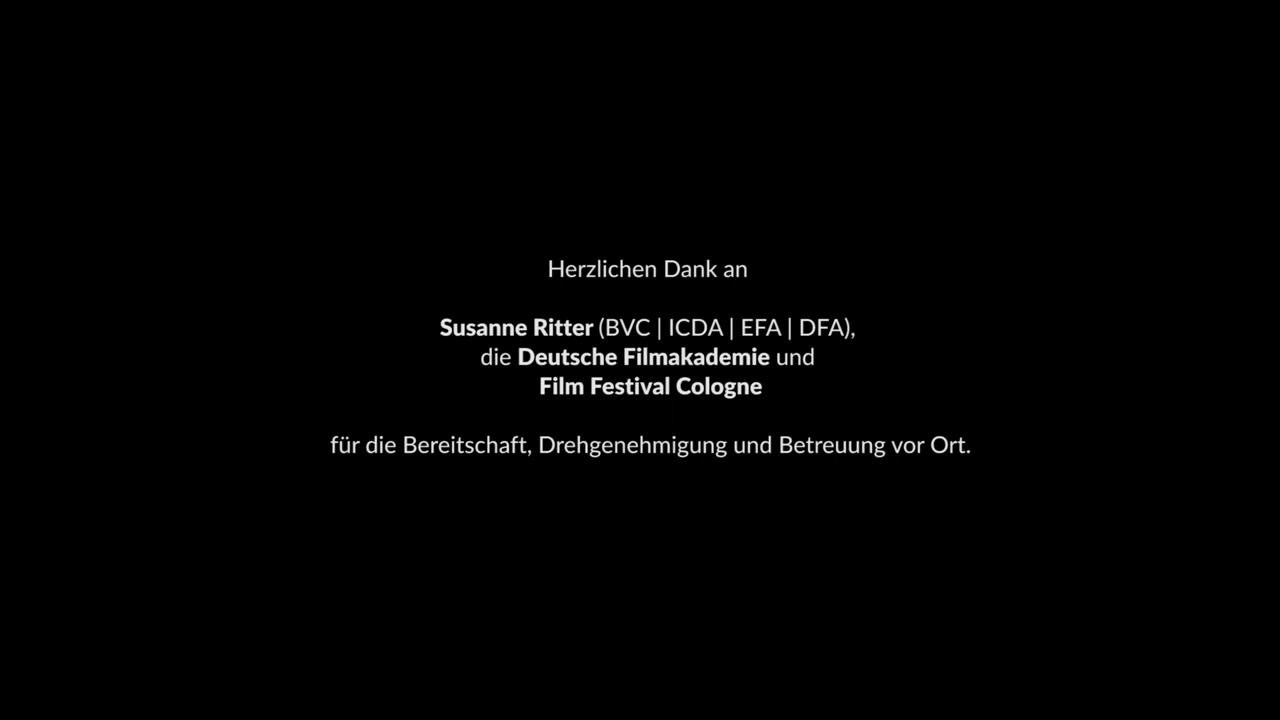 Herzlichen Dank an
Susanne Ritter (BVC | ICDA | EFA | DFA),
die Deutsche Filmakademie und
Film Festival Cologne
für die Bereitschaft, Drehgenehmigung und Betreuung vor Ort.